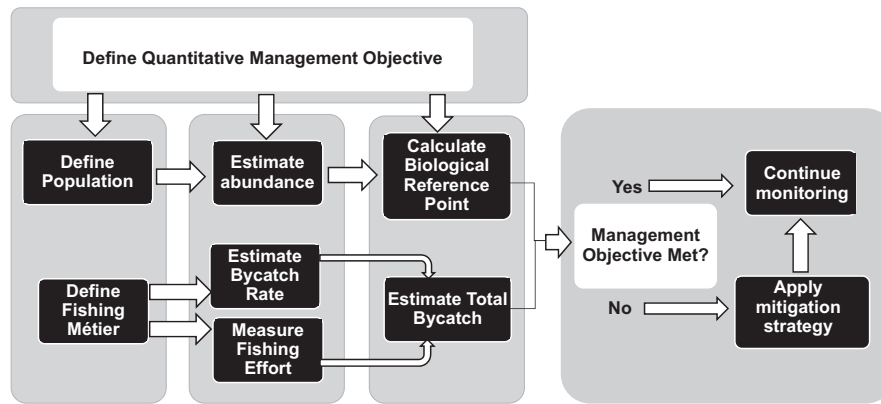 Define Quantitative Management Objective
Define
Population
Estimate
abundance
Calculate
Biological
Reference
Point
Define
Fishing
Métier
Estimate
Bycatch
Rate
Measure
Fishing
Effort
Estimate Total
Bycatch
Management
Objective Met?
Yes
Continue
monitoring
No
Apply
mitigation
strategy